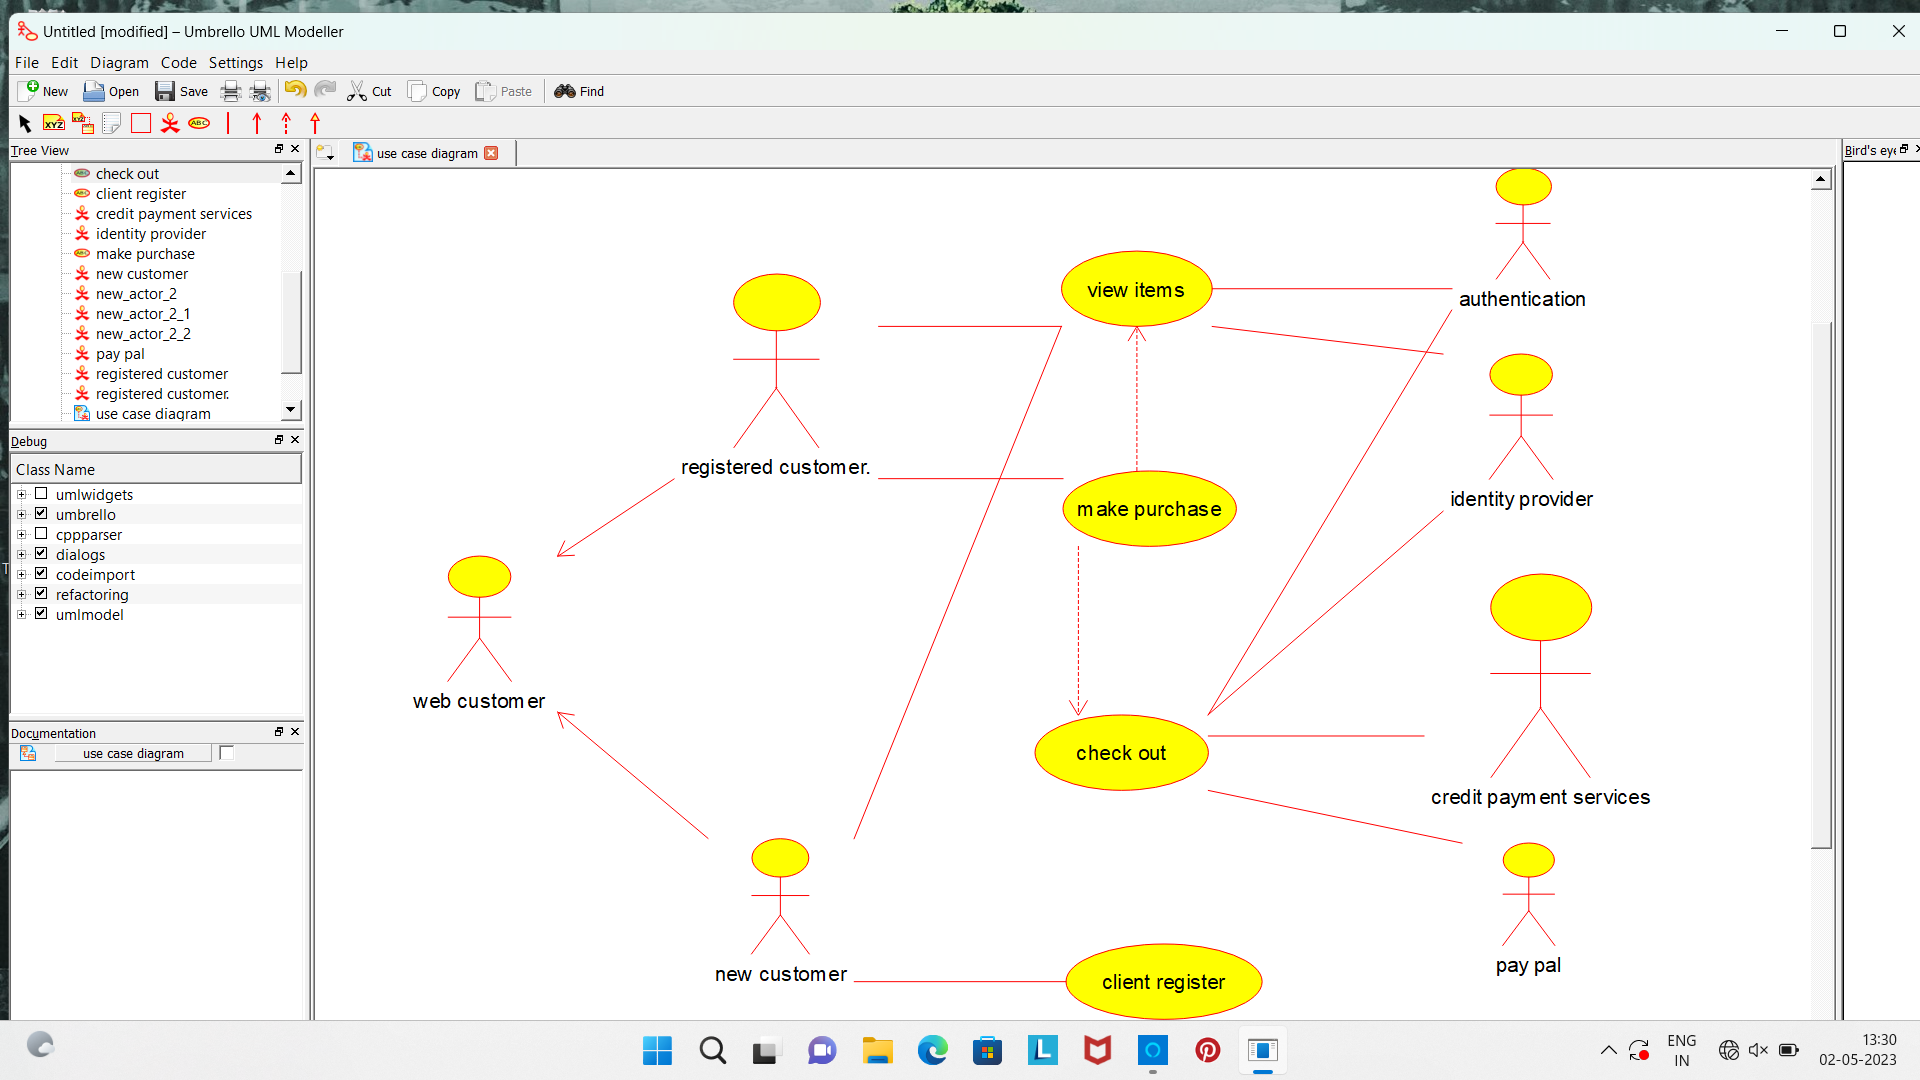 Untitled [modified] – Umbrello UML Modeller
File Edit Diagram Code Settings Help
New Open Save Cut Copy Paste Find
XYZ XYZ ABC
Tree View
use case diagram
Bird's eye
check out
client register
credit payment services
identity provider
make purchase
new customer
new_actor_2
new_actor_2_1
new_actor_2_2
pay pal
registered customer
registered customer.
use case diagram
Debug
Class Name
umlwidgets
umbrello
cppparser
dialogs
codeimport
refactoring
umlmodel
Documentation
use case diagram
view items
authentication
registered customer.
make purchase
identity provider
web customer
check out
credit payment services
new customer
client register
pay pal
ENG
IN
13:30
02-05-2023